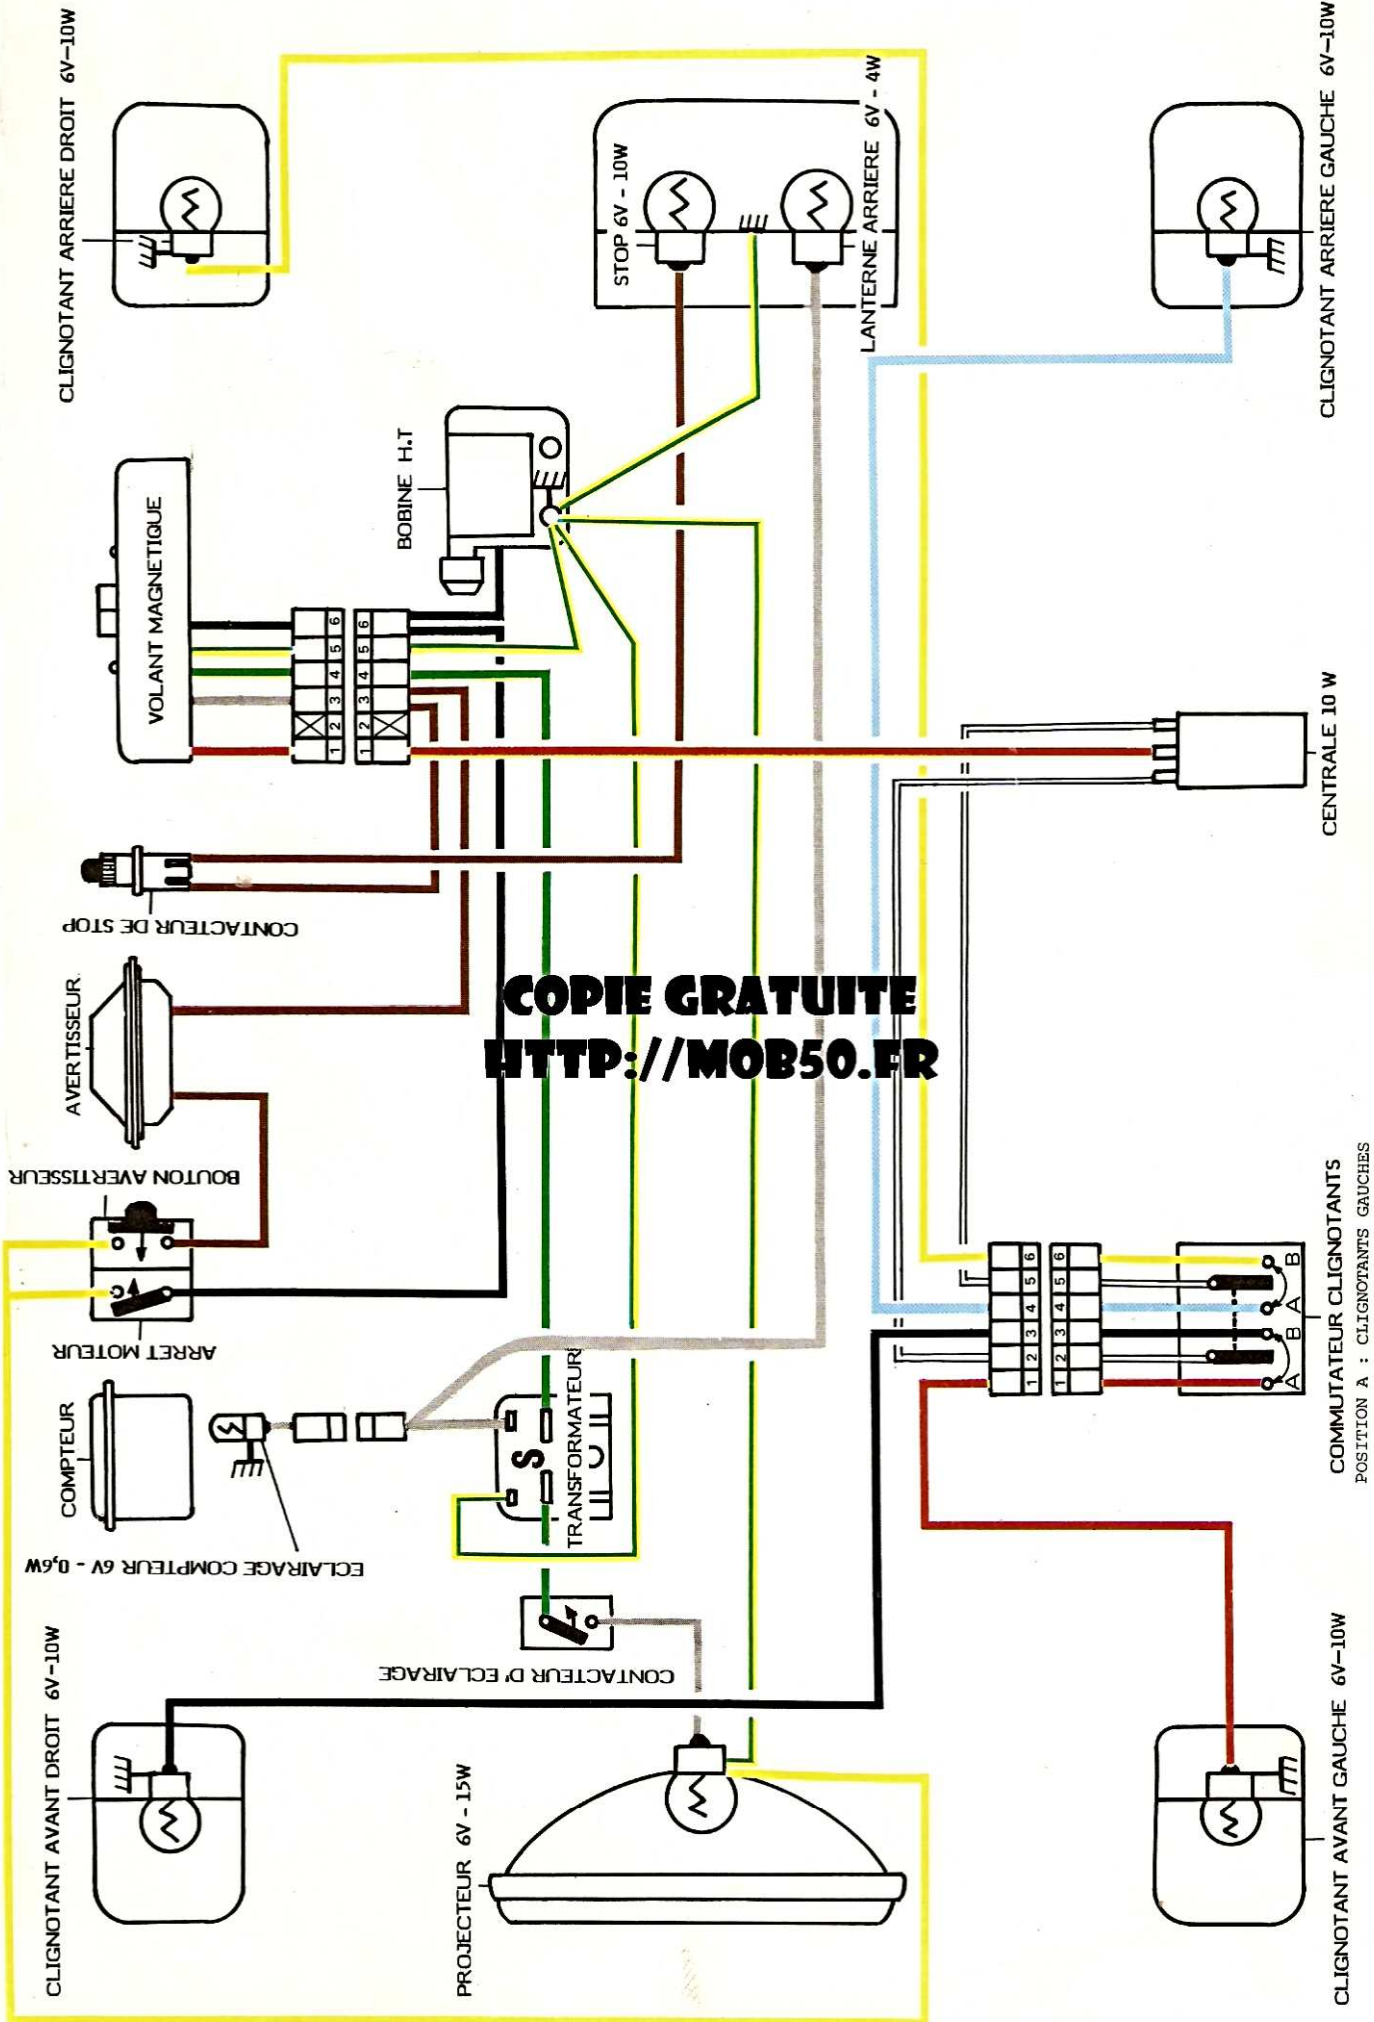 CLIGNOTANT ARRIERE DROIT 6V-10W
STOP 6V - 10W
LANTERNE ARRIERE 6V - 4W
CLIGNOTANT ARRIERE GAUCHE 6V-10W
VOLANT MAGNETIQUE
BOBINE H.T
1 2 3 4 5 6
1 2 3 4 5 6
CENTRALE 10 W
CONTACTEUR DE STOP
AVERTISSEUR
BOUTON AVERTISSEUR
ARRET MOTEUR
COPIE GRATUITE
HTTP://MOB50.FR
COMPTEUR
ECLAIRAGE COMPTEUR 6V - 0,6W
S
TRANSFORMATEUR
CONTACTEUR D'ECLAIRAGE
1 2 3 4 5 6
1 2 3 4 5 6
A B A B
COMMUTATEUR CLIGNOTANTS
POSITION A : CLIGNOTANTS GAUCHES
CLIGNOTANT AVANT DROIT 6V-10W
PROJECTEUR 6V - 15W
CLIGNOTANT AVANT GAUCHE 6V-10W